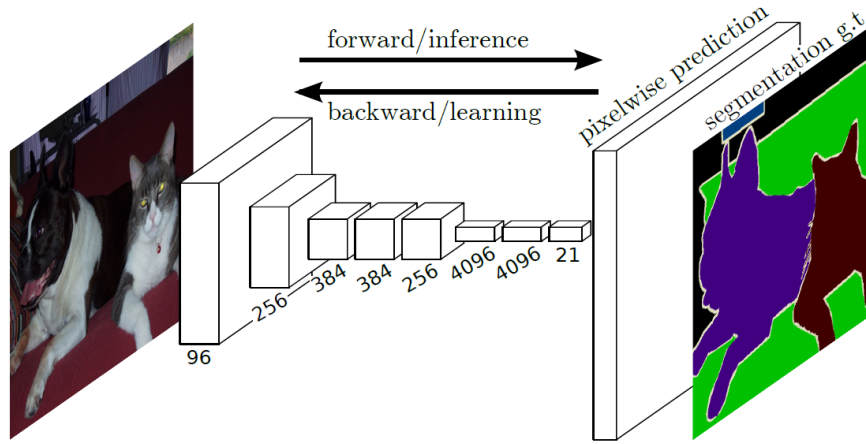 forward/inference
backward/learning
pixelwise prediction
segmentation g.t.
96
256
384
384
256
4096
4096
21